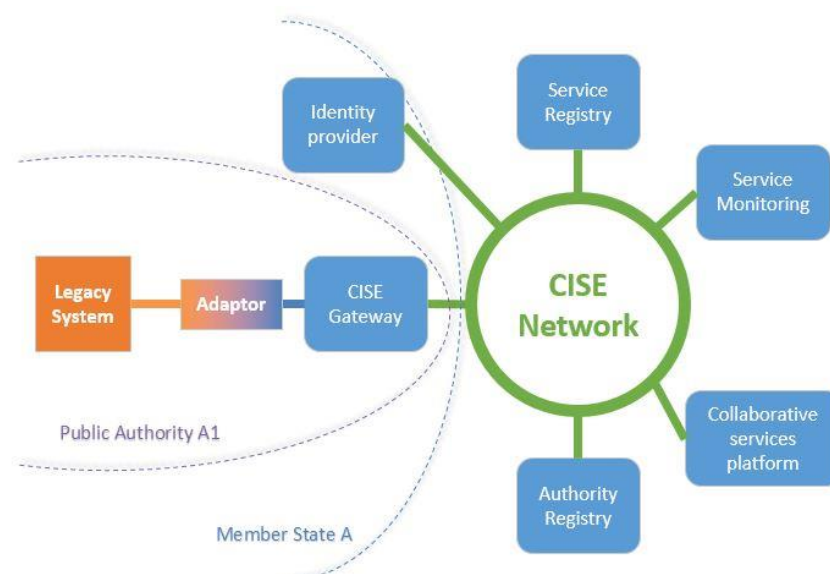 Identity
provider
Service
Registry
Service
Monitoring
Legacy
System
Adaptor
CISE
Gateway
CISE
Network
Public Authority A1
Collaborative
services
platform
Authority
Registry
Member State A